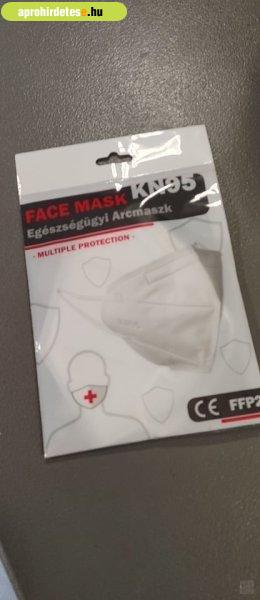 aprohirdetes.hu
FACE MASK KN95
Egészségügyi Arcmaszk
- MULTIPLE PROTECTION -
CE FFP2